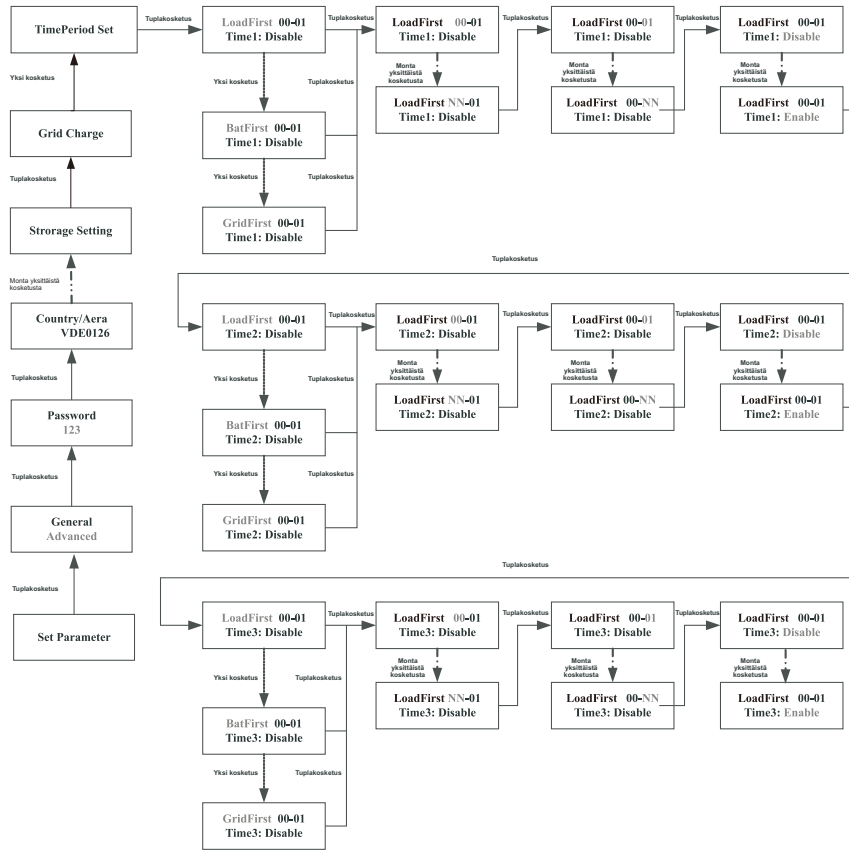 TimePeriod Set
Tuplakosketus
LoadFirst 00-01
Time1: Disable
Tuplakosketus
LoadFirst 00-01
Time1: Disable
Tuplakosketus
LoadFirst 00-01
Time1: Disable
Tuplakosketus
LoadFirst 00-01
Time1: Disable
Yksi kosketus
Yksi kosketus
Tuplakosketus
Monta
yksittäistä
kosketusta
Monta
yksittäistä
kosketusta
Monta
yksittäistä
kosketusta
LoadFirst NN-01
Time1: Disable
LoadFirst 00-NN
Time1: Disable
LoadFirst 00-01
Time1: Enable
Grid Charge
BatFirst 00-01
Time1: Disable
Tuplakosketus
Yksi kosketus
Tuplakosketus
Strorage Setting
GridFirst 00-01
Time1: Disable
Tuplakosketus
Monta yksittäistä
kosketusta
Country/Aera
VDE0126
LoadFirst 00-01
Time2: Disable
Tuplakosketus
LoadFirst 00-01
Time2: Disable
Tuplakosketus
LoadFirst 00-01
Time2: Disable
Tuplakosketus
LoadFirst 00-01
Time2: Disable
Tuplakosketus
Yksi kosketus
Tuplakosketus
Monta
yksittäistä
kosketusta
Monta
yksittäistä
kosketusta
Monta
yksittäistä
kosketusta
LoadFirst NN-01
Time2: Disable
LoadFirst 00-NN
Time2: Disable
LoadFirst 00-01
Time2: Enable
Password
123
BatFirst 00-01
Time2: Disable
Tuplakosketus
Yksi kosketus
Tuplakosketus
General
Advanced
GridFirst 00-01
Time2: Disable
Tuplakosketus
Tuplakosketus
Set Parameter
LoadFirst 00-01
Time3: Disable
Tuplakosketus
LoadFirst 00-01
Time3: Disable
Tuplakosketus
LoadFirst 00-01
Time3: Disable
Tuplakosketus
LoadFirst 00-01
Time3: Disable
Yksi kosketus
Tuplakosketus
Monta
yksittäistä
kosketusta
Monta
yksittäistä
kosketusta
Monta
yksittäistä
kosketusta
LoadFirst NN-01
Time3: Disable
LoadFirst 00-NN
Time3: Disable
LoadFirst 00-01
Time3: Enable
BatFirst 00-01
Time3: Disable
Yksi kosketus
Tuplakosketus
GridFirst 00-01
Time3: Disable